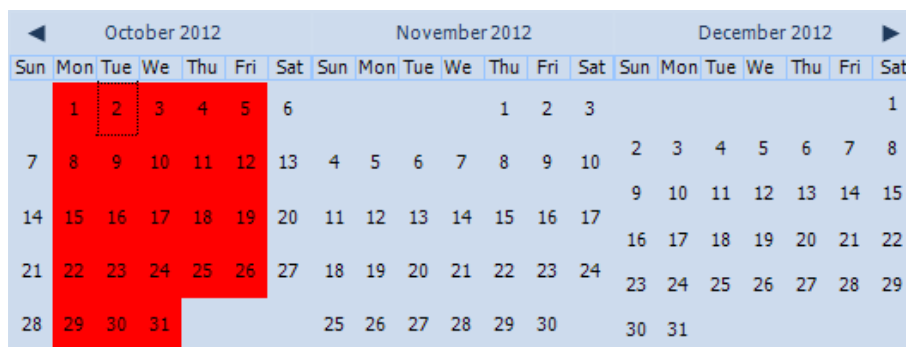 ◀ October 2012 November 2012 December 2012 ▶
Sun Mon Tue We Thu Fri Sat Sun Mon Tue We Thu Fri Sat Sun Mon Tue We Thu Fri Sat
1 2 3 4 5 6 1 2 3 1
7 8 9 10 11 12 13 4 5 6 7 8 9 10 2 3 4 5 6 7 8
14 15 16 17 18 19 20 11 12 13 14 15 16 17 9 10 11 12 13 14 15
21 22 23 24 25 26 27 18 19 20 21 22 23 24 16 17 18 19 20 21 22
28 29 30 31 25 26 27 28 29 30 23 24 25 26 27 28 29
30 31